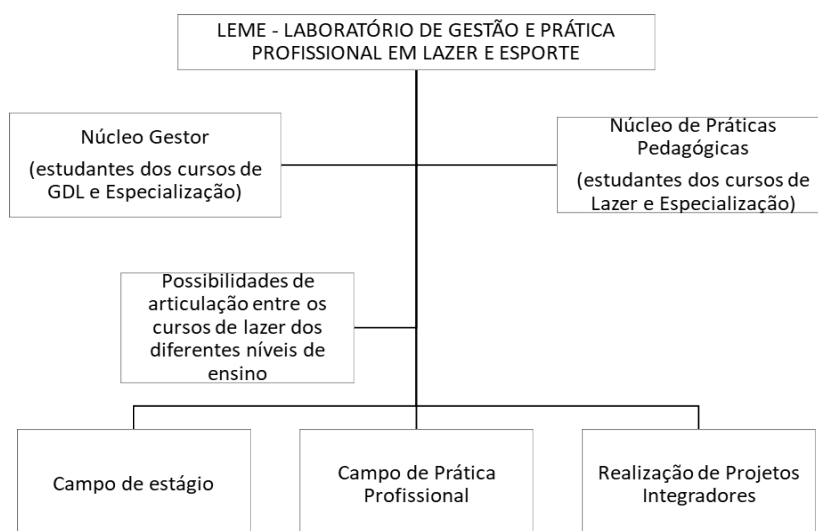 LEME - LABORATÓRIO DE GESTÃO E PRÁTICA
PROFISSIONAL EM LAZER E ESPORTE
Núcleo Gestor
(estudantes dos cursos de
GDL e Especialização)
Núcleo de Práticas
Pedagógicas
(estudantes dos cursos de
Lazer e Especialização)
Possibilidades de
articulação entre os
cursos de lazer dos
diferentes níveis de
ensino
Campo de estágio
Campo de Prática
Profissional
Realização de Projetos
Integradores